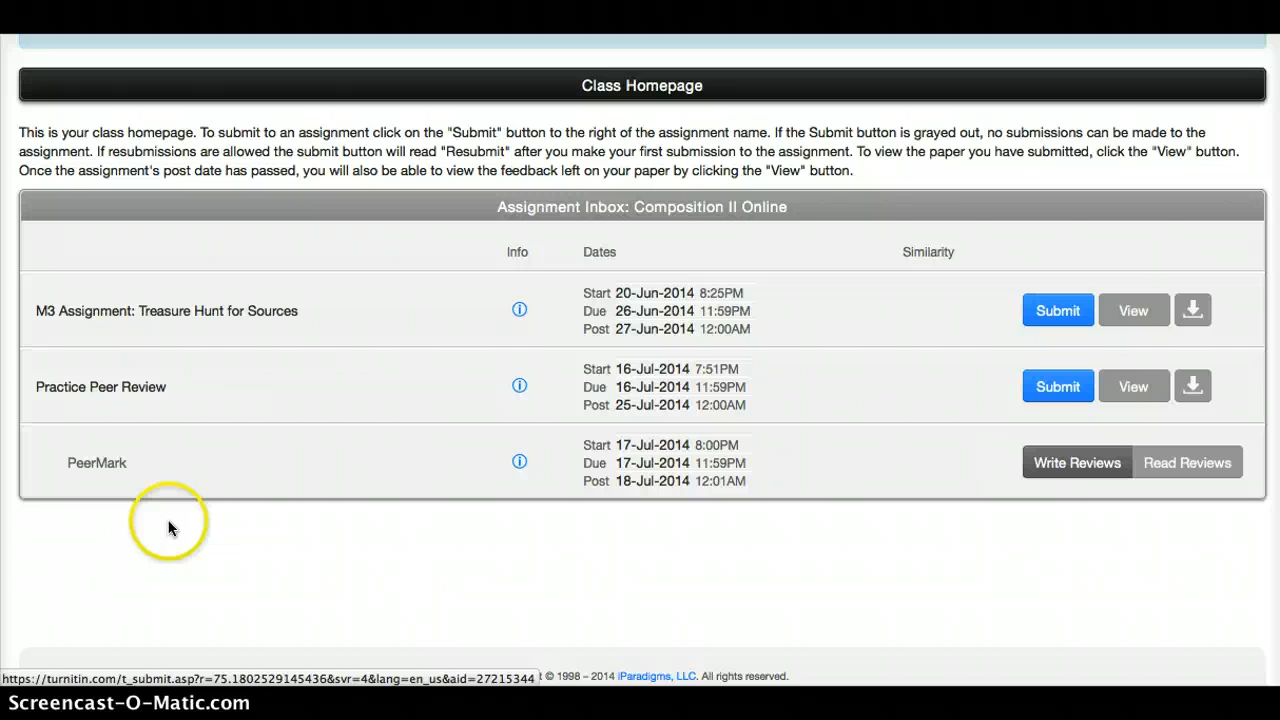 Class Homepage
This is your class homepage. To submit to an assignment click on the "Submit" button to the right of the assignment name. If the Submit button is grayed out, no submissions can be made to the
assignment. If resubmissions are allowed the submit button will read "Resubmit" after you make your first submission to the assignment. To view the paper you have submitted, click the "View" button.
Once the assignment's post date has passed, you will also be able to view the feedback left on your paper by clicking the "View" button.
Assignment Inbox: Composition II Online
Info Dates Similarity
Start 20-Jun-2014 8:25PM
M3 Assignment: Treasure Hunt for Sources Due 26-Jun-2014 11:59PM Submit View
Post 27-Jun-2014 12:00AM
Start 16-Jul-2014 7:51PM
Practice Peer Review Due 16-Jul-2014 11:59PM Submit View
Post 25-Jul-2014 12:00AM
Start 17-Jul-2014 8:00PM
PeerMark Due 17-Jul-2014 11:59PM Write Reviews Read Reviews
Post 18-Jul-2014 12:01AM
https://turnitin.com/t_submit.asp?r=75.1802529145436&svr=4&lang=en_us&aid=27215344 t © 1998 – 2014 iParadigms, LLC. All rights reserved.
Screencast-O-Matic.com